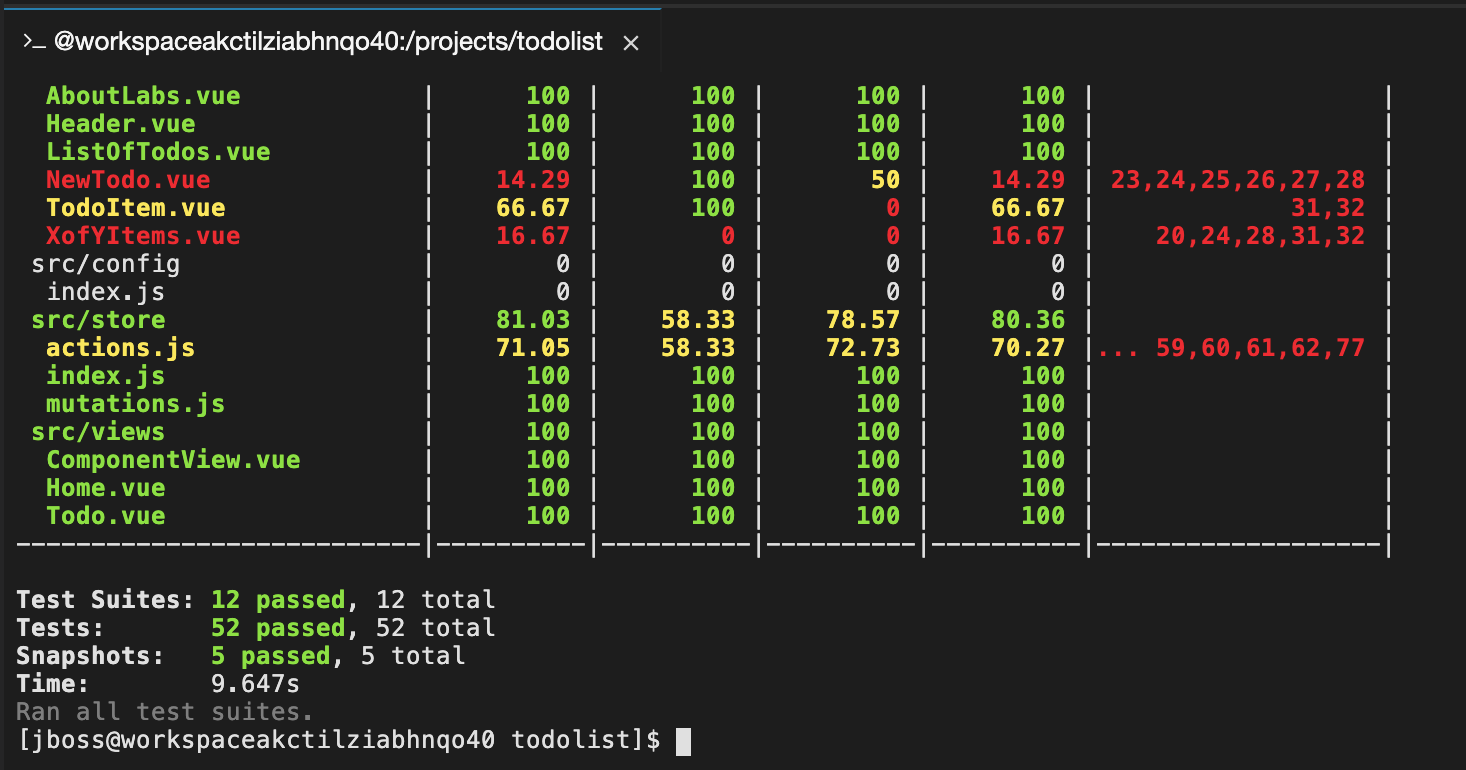 >_ @workspaceakctilziabhnqo40:/projects/todolist ×
AboutLabs.vue | 100 | 100 | 100 | 100 | |
Header.vue | 100 | 100 | 100 | 100 | |
ListOfTodos.vue | 100 | 100 | 100 | 100 | |
NewTodo.vue | 14.29 | 100 | 50 | 14.29 | 23,24,25,26,27,28 |
TodoItem.vue | 66.67 | 100 | 0 | 66.67 | 31,32 |
XofYItems.vue | 16.67 | 0 | 0 | 16.67 | 20,24,28,31,32 |
src/config | 0 | 0 | 0 | 0 | |
index.js | 0 | 0 | 0 | 0 | |
src/store | 81.03 | 58.33 | 78.57 | 80.36 | |
actions.js | 71.05 | 58.33 | 72.73 | 70.27 |... 59,60,61,62,77 |
index.js | 100 | 100 | 100 | 100 | |
mutations.js | 100 | 100 | 100 | 100 | |
src/views | 100 | 100 | 100 | 100 | |
ComponentView.vue | 100 | 100 | 100 | 100 | |
Home.vue | 100 | 100 | 100 | 100 | |
Todo.vue | 100 | 100 | 100 | 100 | |
---------------------------|----------|----------|----------|----------|-------------------|
Test Suites: 12 passed, 12 total
Tests: 52 passed, 52 total
Snapshots: 5 passed, 5 total
Time: 9.647s
Ran all test suites.
[jboss@workspaceakctilziabhnqo40 todolist]$